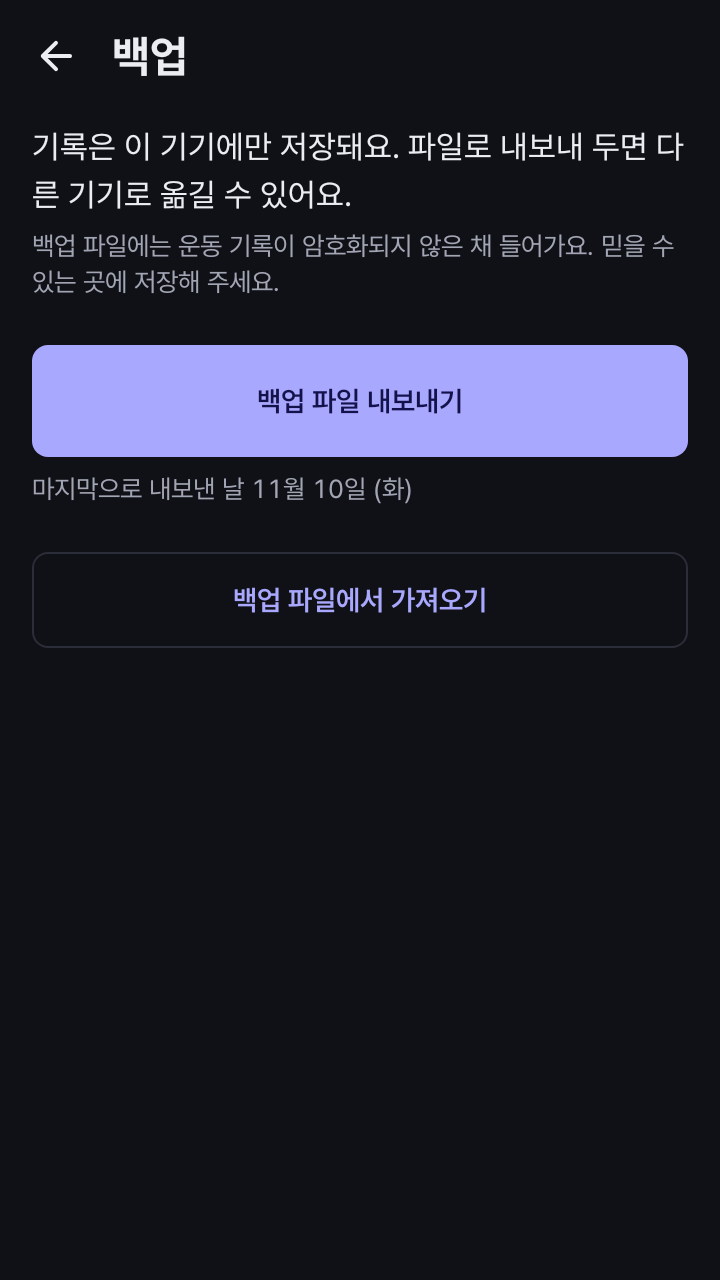 백업
기록은 이 기기에만 저장돼요. 파일로 내보내 두면 다
른 기기로 옮길 수 있어요.
백업 파일에는 운동 기록이 암호화되지 않은 채 들어가요. 믿을 수
있는 곳에 저장해 주세요.
백업 파일 내보내기
마지막으로 내보낸 날 11월 10일 (화)
백업 파일에서 가져오기